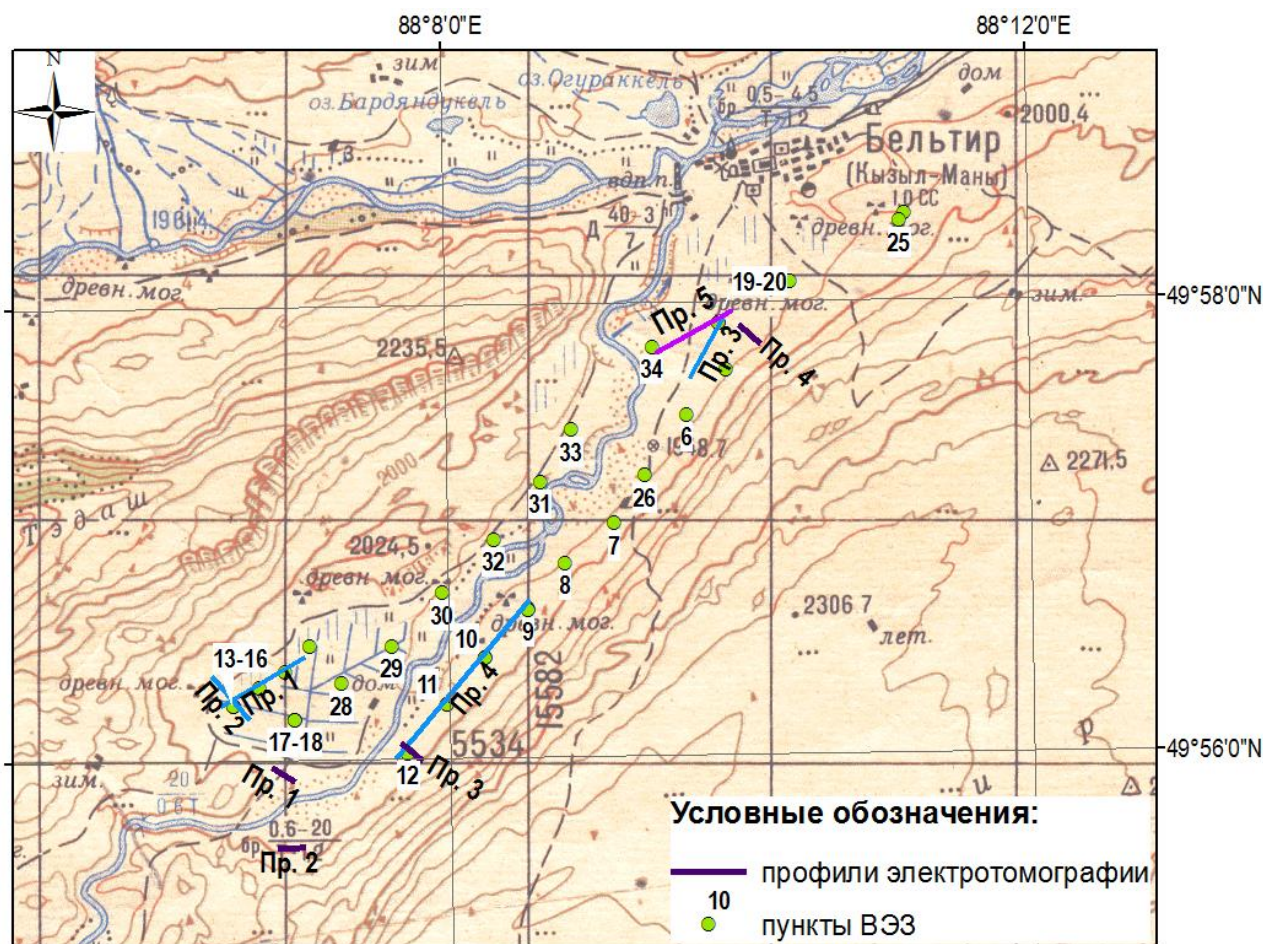 88°8'0"E
88°12'0"E
N
зим.
оз.Бардяндукель
оз.Огураккель
дом
бр 0,5-4,5
2000,4
Бельтир
(Кызыл-Маны)
1,0 СС
25
вдп.п.
Д 40-3
7
древн. мог.
древн. мог.
19-20
древн. мог.
зим.
49°58'0"N
2235,5
Пр. 5
Пр. 3
Пр. 4
34
6
33
1948,7
2271,5
2000
31
26
Тэдаш
7
2024,5
32
8
древн. мог.
30
2306,7
лет.
9
древн. мог.
10
13-16
29
11
15582
древн. мог.
Пр. 1
Пр. 2
дом
28
Пр. 4
17-18
5534
49°56'0"N
12
Пр. 3
зим.
20
0,6 Т
Пр. 1
и
р
0,6-20
бр.
Пр. 2
Условные обозначения:
профили электротомографии
10
пункты ВЭЗ